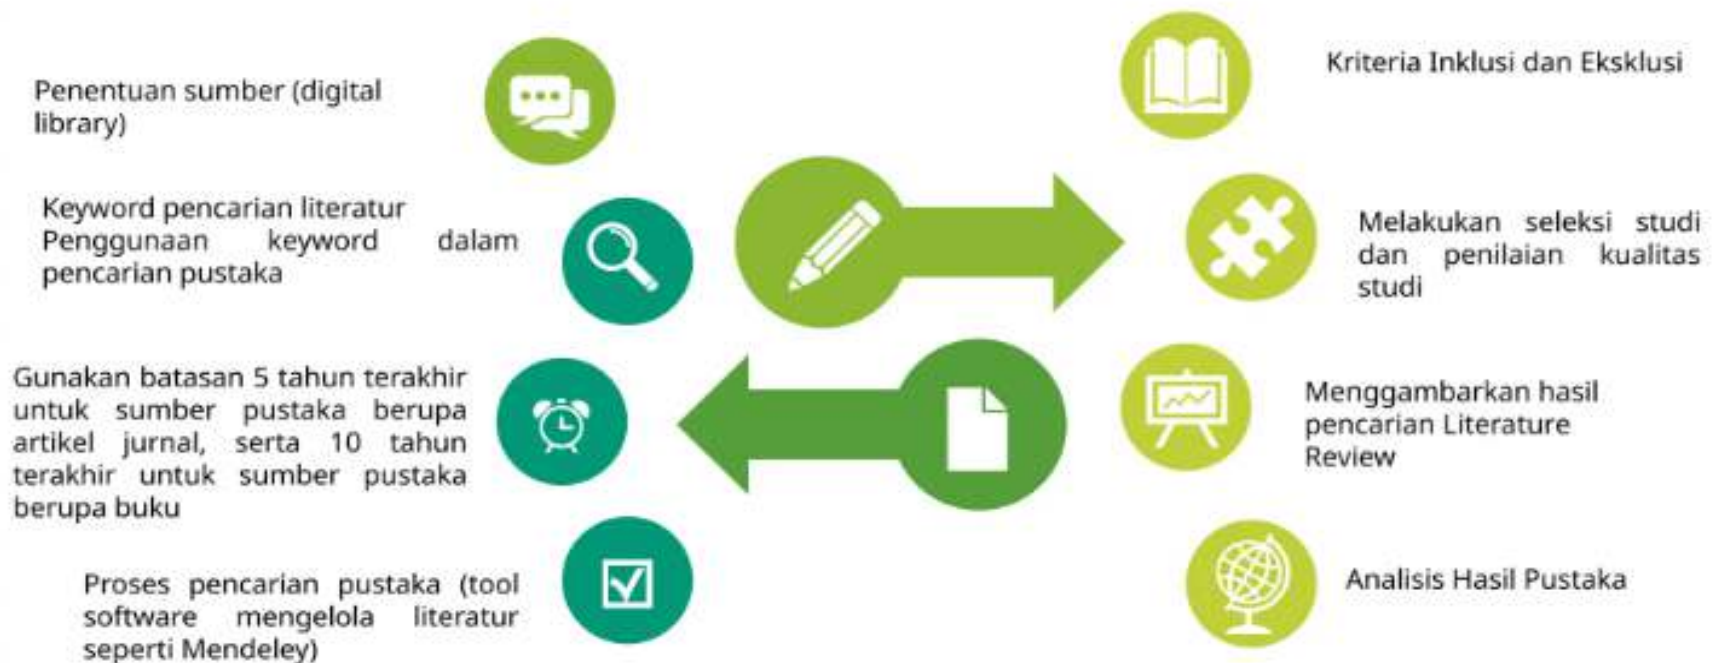 Penentuan sumber (digital
library)
Keyword pencarian literatur
Penggunaan keyword dalam
pencarian pustaka
Gunakan batasan 5 tahun terakhir
untuk sumber pustaka berupa
artikel jurnal, serta 10 tahun
terakhir untuk sumber pustaka
berupa buku
Proses pencarian pustaka (tool
software mengelola literatur
seperti Mendeley)
Kriteria Inklusi dan Eksklusi
Melakukan seleksi studi
dan penilaian kualitas
studi
Menggambarkan hasil
pencarian Literature
Review
Analisis Hasil Pustaka